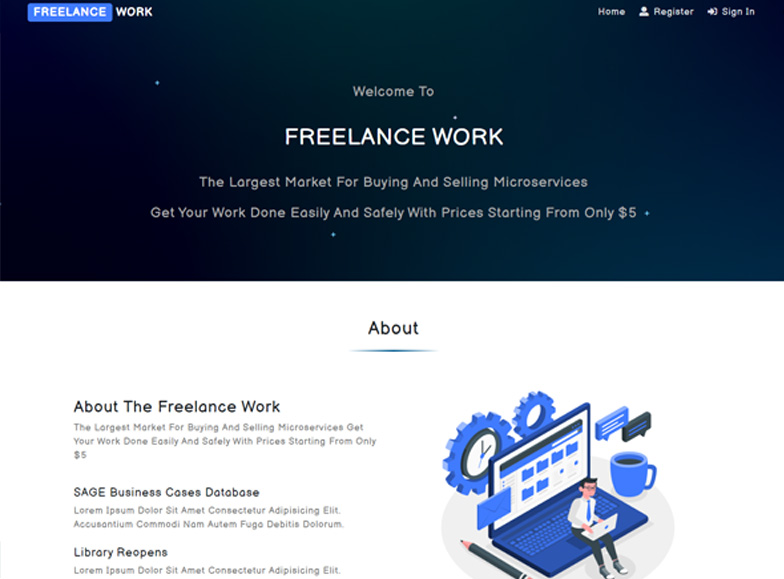 FREELANCE WORK
Home Register Sign In
Welcome To
FREELANCE WORK
The Largest Market For Buying And Selling Microservices
Get Your Work Done Easily And Safely With Prices Starting From Only $5
About
About The Freelance Work
The Largest Market For Buying And Selling Microservices Get
Your Work Done Easily And Safely With Prices Starting From Only
$5
SAGE Business Cases Database
Lorem Ipsum Dolor Sit Amet Consectetur Adipisicing Elit.
Accusantium Commodi Nam Autem Fuga Debitis Dolorum.
Library Reopens
Lorem Ipsum Dolor Sit Amet Consectetur Adipisicing Elit.